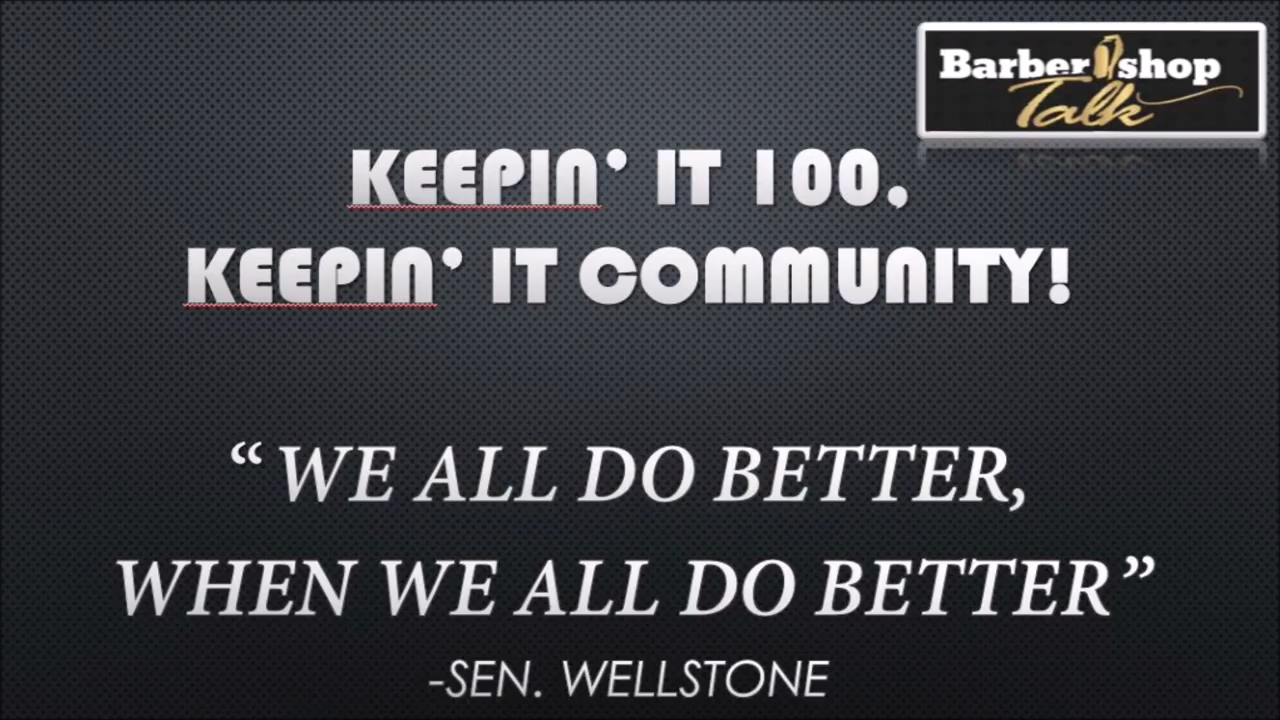 Barber shop
Talk
KEEPIN’ IT 100,
KEEPIN’ IT COMMUNITY!
“ WE ALL DO BETTER,
WHEN WE ALL DO BETTER”
-SEN. WELLSTONE